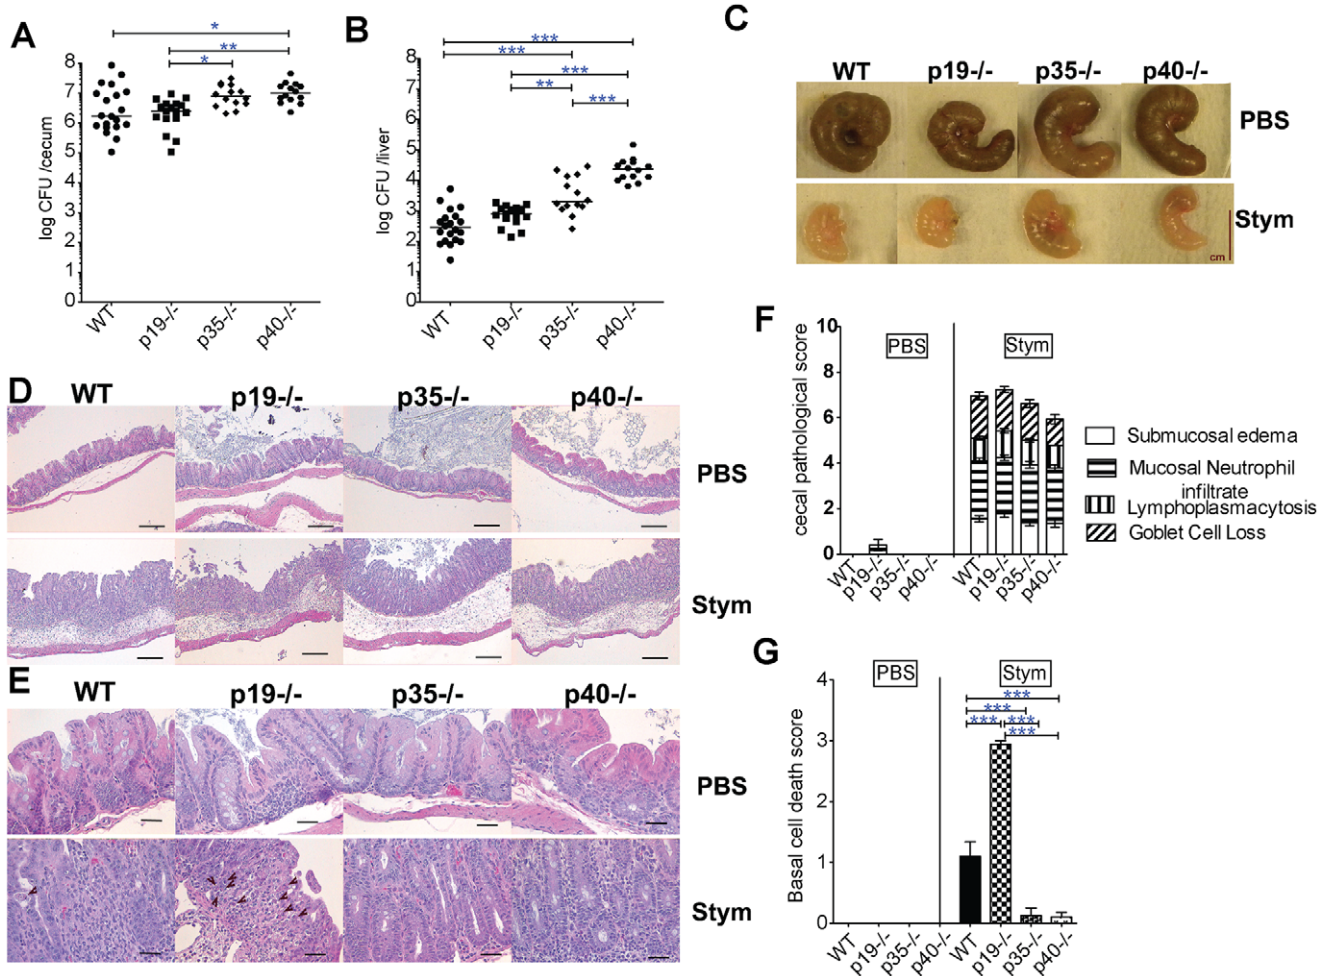 A
*
**
*
8
7
6
5
4
3
2
1
0
log CFU /cecum
WT
p19-/-
p35-/-
p40-/-
B
***
***
***
**
***
8
7
6
5
4
3
2
1
0
log CFU /liver
WT
p19-/-
p35-/-
p40-/-
C
WT
p19-/-
p35-/-
p40-/-
PBS
Stym
cm
D
WT
p19-/-
p35-/-
p40-/-
PBS
Stym
E
WT
p19-/-
p35-/-
p40-/-
PBS
Stym
F
10
8
6
4
2
0
cecal pathological score
PBS
Stym
WT
p19-/-
p35-/-
p40-/-
WT
p19-/-
p35-/-
p40-/-
Submucosal edema
Mucosal Neutrophil
infiltrate
Lymphoplasmacytosis
Goblet Cell Loss
G
4
3
2
1
0
Basal cell death score
PBS
Stym
***
***
*** ***
***
WT
p19-/-
p35-/-
p40-/-
WT
p19-/-
p35-/-
p40-/-